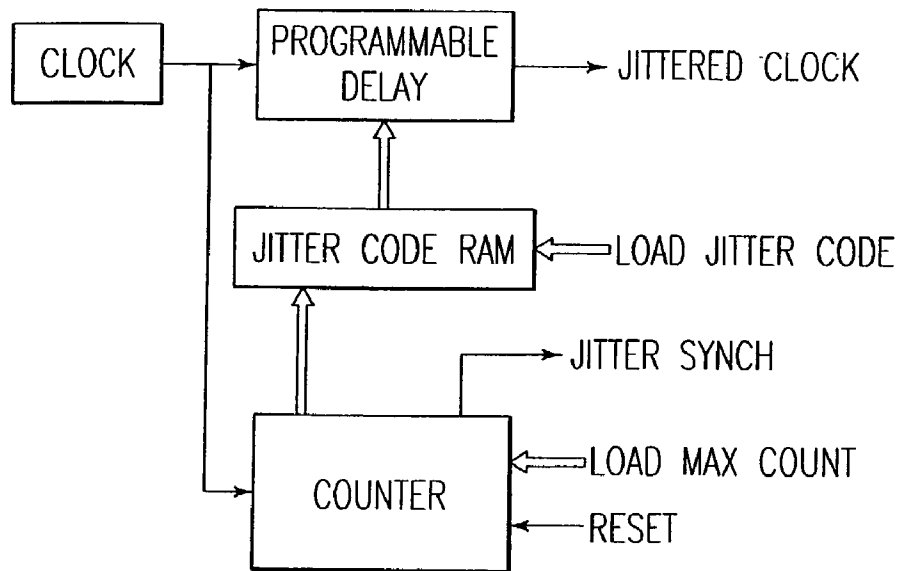 CLOCK
PROGRAMMABLE
DELAY
JITTERED CLOCK
JITTER CODE RAM
LOAD JITTER CODE
JITTER SYNCH
COUNTER
LOAD MAX COUNT
RESET